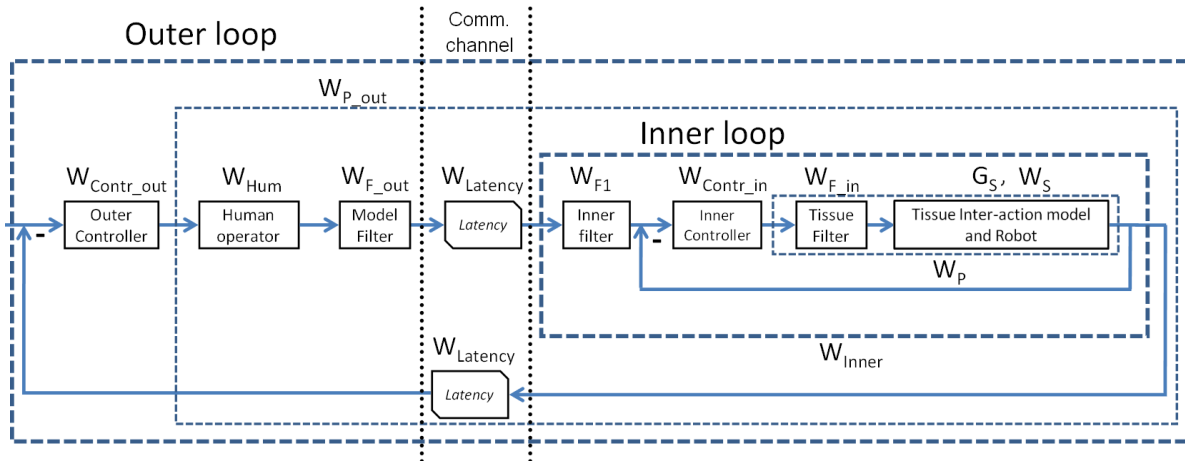 Comm.
channel
Outer loop
W_P_out
Inner loop
W_Contr_out
W_Hum
W_F_out
W_Latency
W_F1
W_Contr_in
W_F_in
G_S, W_S
Outer
Controller
Human
operator
Model
Filter
Latency
Inner
filter
Inner
Controller
Tissue
Filter
Tissue Inter-action model
and Robot
-
-
W_P
W_Latency
W_Inner
Latency